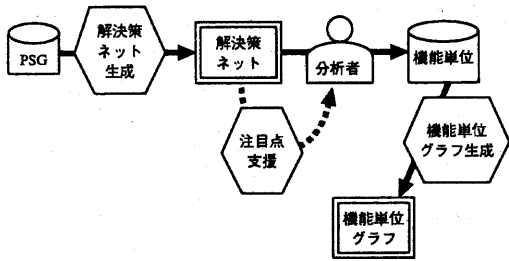 PSG
解決策
ネット
生成
解決策
ネット
分析者
機能単位
注目点
支援
機能単位
グラフ生成
機能単位
グラフ